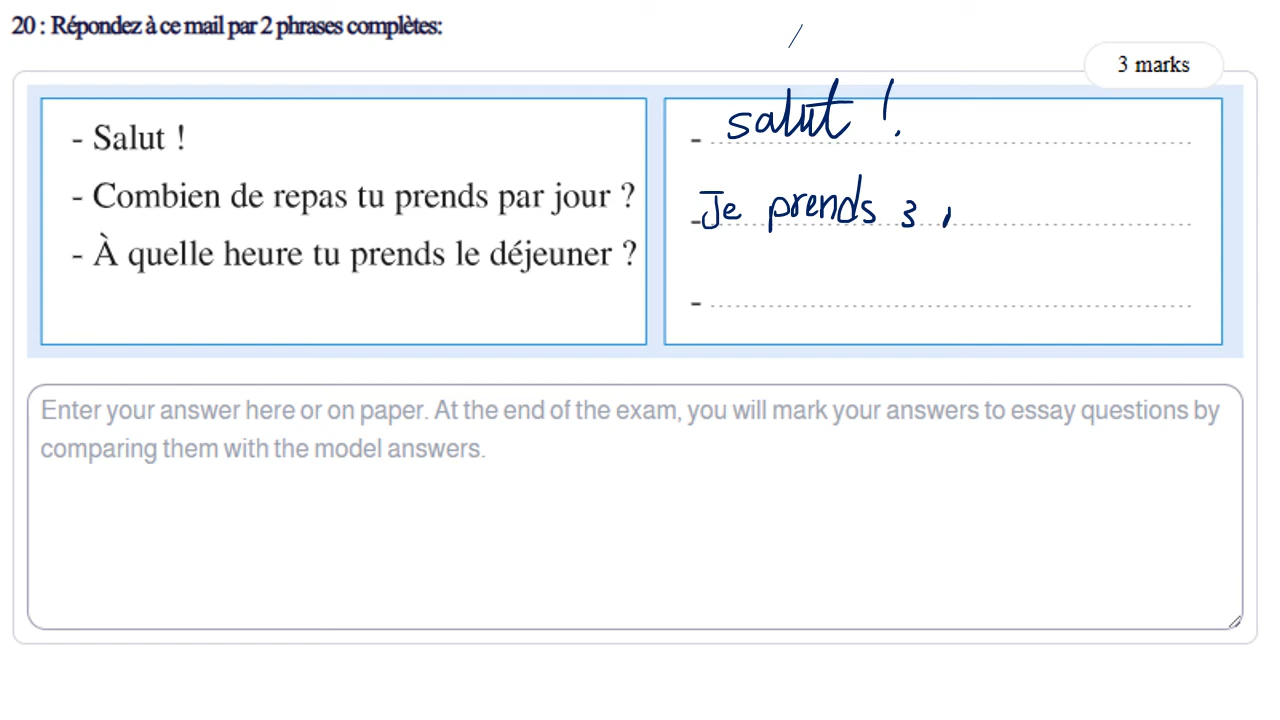 20 : Répondez à ce mail par 2 phrases complètes:
3 marks
- Salut !
- Combien de repas tu prends par jour ?
- À quelle heure tu prends le déjeuner ?
- salut !
- Je prends 3
-
Enter your answer here or on paper. At the end of the exam, you will mark your answers to essay questions by
comparing them with the model answers.